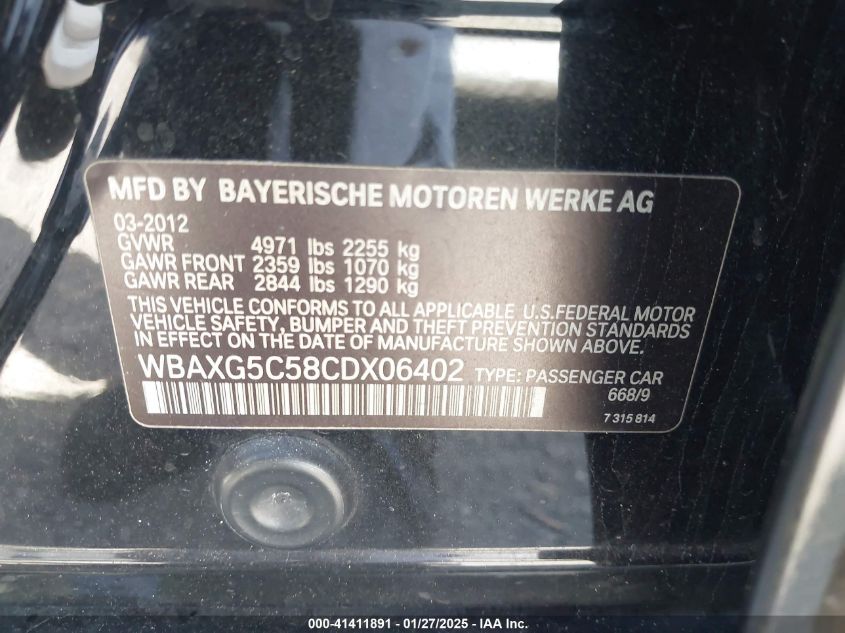 MFD BY BAYERISCHE MOTOREN WERKE AG
03-2012
GVWR 4971 lbs 2255 kg
GAWR FRONT 2359 lbs 1070 kg
GAWR REAR 2844 lbs 1290 kg
THIS VEHICLE CONFORMS TO ALL APPLICABLE U.S.FEDERAL MOTOR
VEHICLE SAFETY, BUMPER AND THEFT PREVENTION STANDARDS
IN EFFECT ON THE DATE OF MANUFACTURE SHOWN ABOVE.
WBAXG5C58CDX06402 TYPE: PASSENGER CAR
668/9
7 315 814
000-41411891 | 01/27/2025 | IAA, Inc.